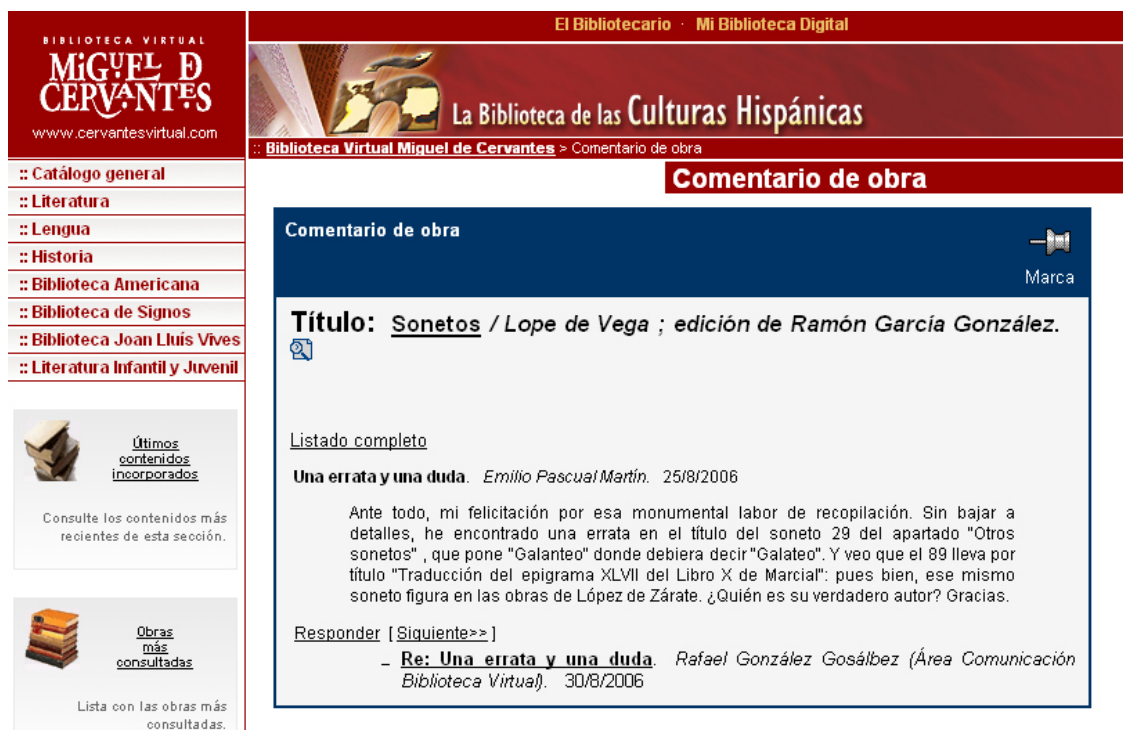 El Bibliotecario · Mi Biblioteca Digital
BIBLIOTECA VIRTUAL
MiGUEL D
CERVANTES
www.cervantesvirtual.com
La Biblioteca de las Culturas Hispánicas
:: Biblioteca Virtual Miguel de Cervantes > Comentario de obra
Comentario de obra
:: Catálogo general
:: Literatura
:: Lengua
:: Historia
:: Biblioteca Americana
:: Biblioteca de Signos
:: Biblioteca Joan Lluís Vives
:: Literatura Infantil y Juvenil
Últimos
contenidos
incorporados
Consulte los contenidos más
recientes de esta sección.
Obras
más
consultadas
Lista con las obras más
consultadas.
Comentario de obra
Marca
Título: Sonetos / Lope de Vega ; edición de Ramón García González.
Listado completo
Una errata y una duda. Emilio Pascual Martín. 25/8/2006
Ante todo, mi felicitación por esa monumental labor de recopilación. Sin bajar a
detalles, he encontrado una errata en el título del soneto 29 del apartado "Otros
sonetos" , que pone "Galanteo" donde debiera decir "Galateo". Y veo que el 89 lleva por
título "Traducción del epigrama XLVII del Libro X de Marcial": pues bien, ese mismo
soneto figura en las obras de López de Zárate. ¿Quién es su verdadero autor? Gracias.
Responder [ Siguiente>> ]
– Re: Una errata y una duda. Rafael González Gosálbez (Área Comunicación
Biblioteca Virtual). 30/8/2006